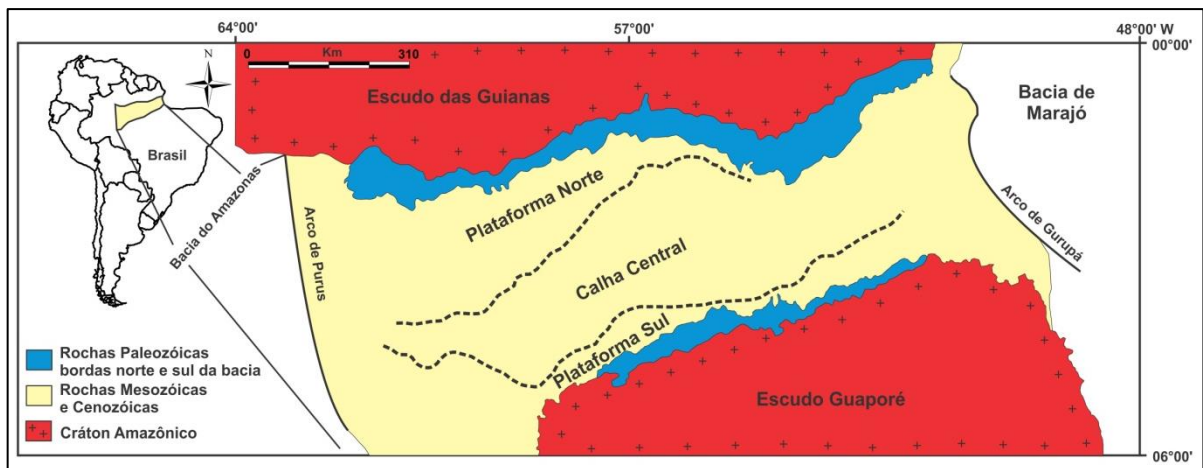 64°00'
57°00'
48°00' W
00°00'
N
0
Km
310
Escudo das Guianas
Bacia de
Marajó
Brasil
Bacia do Amazonas
Arco de Purus
Plataforma Norte
Calha Central
Arco de Gurupá
Plataforma Sul
Escudo Guaporé
Rochas Paleozóicas
bordas norte e sul da bacia
Rochas Mesozóicas
e Cenozóicas
Cráton Amazônico
06°00'